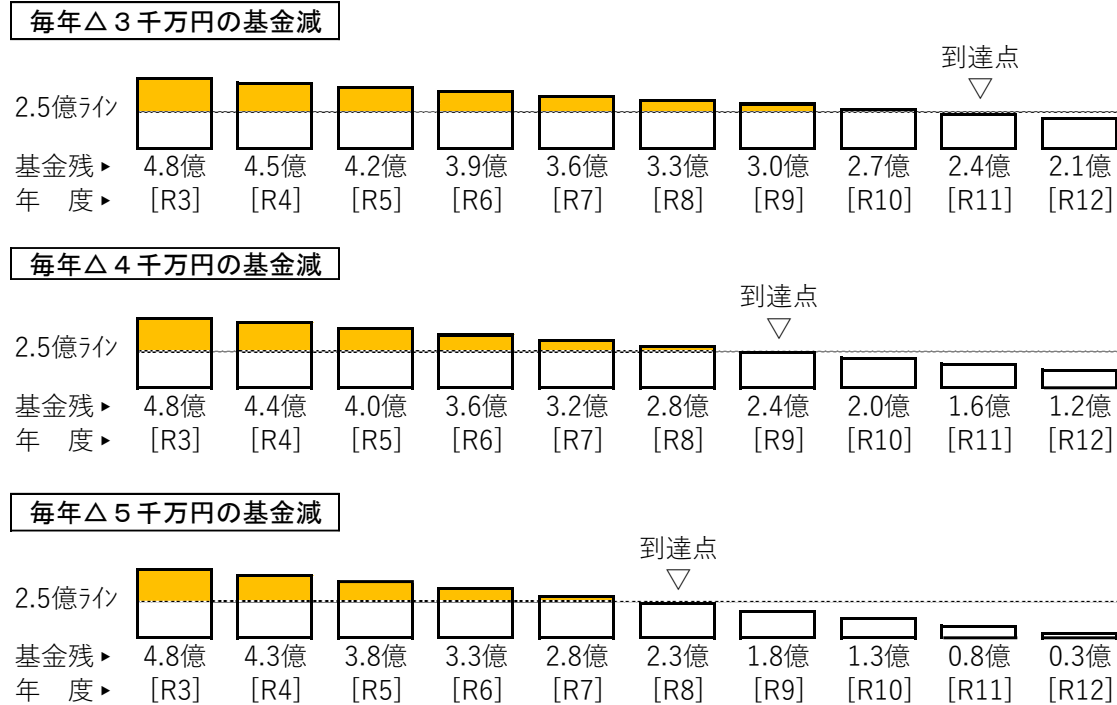 毎年△３千万円の基金減
到達点
▽
2.5億ﾗｲﾝ
基金残▸ 4.8億 4.5億 4.2億 3.9億 3.6億 3.3億 3.0億 2.7億 2.4億 2.1億
年　度▸ [R3] [R4] [R5] [R6] [R7] [R8] [R9] [R10] [R11] [R12]
毎年△４千万円の基金減
到達点
▽
2.5億ﾗｲﾝ
基金残▸ 4.8億 4.4億 4.0億 3.6億 3.2億 2.8億 2.4億 2.0億 1.6億 1.2億
年　度▸ [R3] [R4] [R5] [R6] [R7] [R8] [R9] [R10] [R11] [R12]
毎年△５千万円の基金減
到達点
▽
2.5億ﾗｲﾝ
基金残▸ 4.8億 4.3億 3.8億 3.3億 2.8億 2.3億 1.8億 1.3億 0.8億 0.3億
年　度▸ [R3] [R4] [R5] [R6] [R7] [R8] [R9] [R10] [R11] [R12]